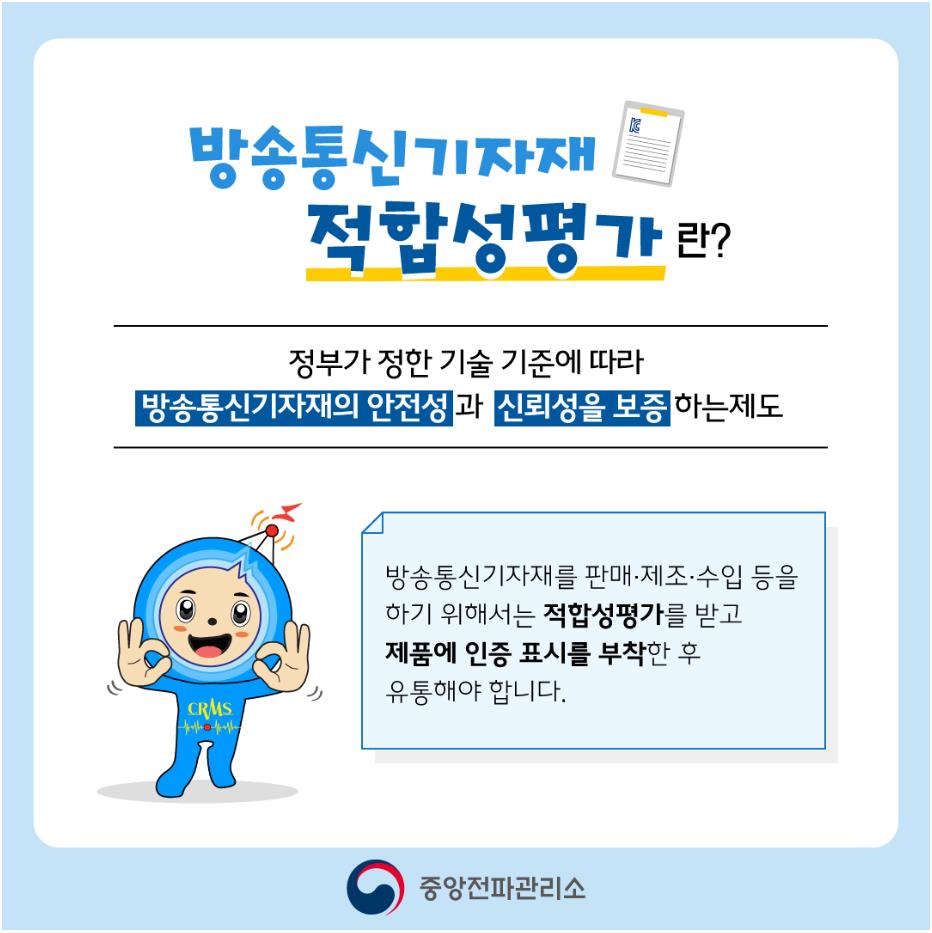 방송통신기자재
적합성평가란?
정부가 정한 기술 기준에 따라
방송통신기자재의 안전성과 신뢰성을 보증하는제도
방송통신기자재를 판매·제조·수입 등을
하기 위해서는 적합성평가를 받고
제품에 인증 표시를 부착한 후
유통해야 합니다.
CRMS
중앙전파관리소